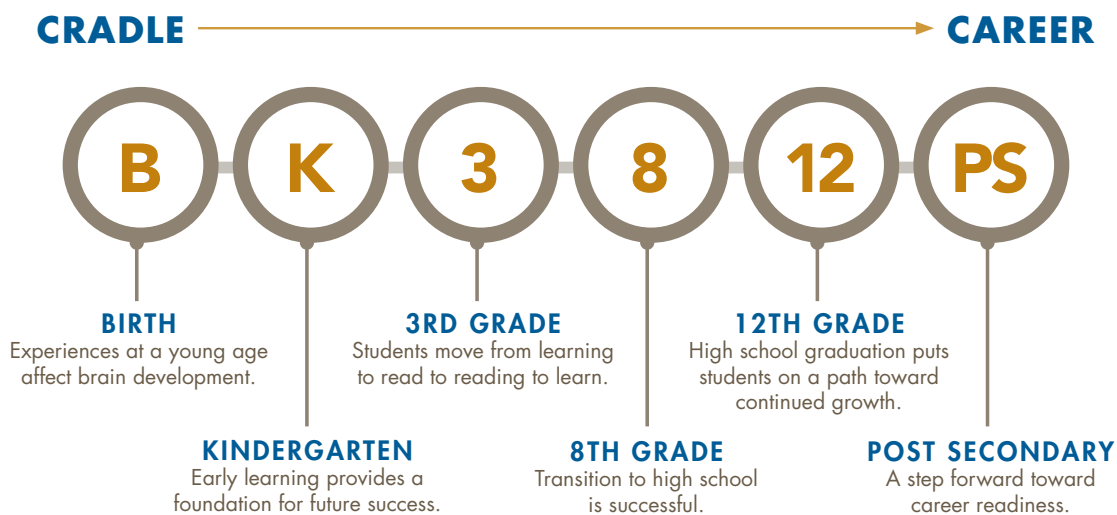 CRADLE
CAREER
B
K
3
8
12
PS
BIRTH
Experiences at a young age
affect brain development.
3RD GRADE
Students move from learning
to read to reading to learn.
12TH GRADE
High school graduation puts
students on a path toward
continued growth.
KINDERGARTEN
Early learning provides a
foundation for future success.
8TH GRADE
Transition to high school
is successful.
POST SECONDARY
A step forward toward
career readiness.